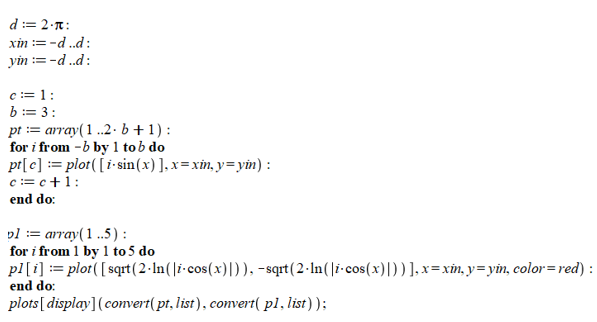 d := 2·π:
xin := -d ..d :
yin := -d ..d :
c := 1 :
b := 3 :
pt := array(1 ..2· b + 1) :
for i from -b by 1 to b do
pt[c] := plot([i·sin(x)], x=xin, y=yin) :
c := c + 1 :
end do:
p1 := array(1 ..5) :
for i from 1 by 1 to 5 do
p1[i] := plot([sqrt(2·ln(|i·cos(x)|)), -sqrt(2·ln(|i·cos(x)|))], x=xin, y=yin, color=red) :
end do:
plots[display](convert(pt, list), convert( p1, list));